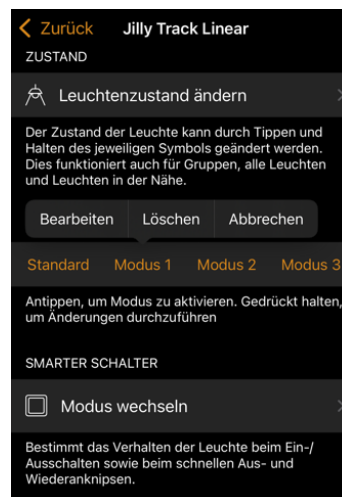 Zurück Jilly Track Linear
ZUSTAND
Leuchtenzustand ändern
Der Zustand der Leuchte kann durch Tippen und
Halten des jeweiligen Symbols geändert werden.
Dies funktioniert auch für Gruppen, alle Leuchten
und Leuchten in der Nähe.
Bearbeiten Löschen Abbrechen
Standard Modus 1 Modus 2 Modus 3
Antippen, um Modus zu aktivieren. Gedrückt halten,
um Änderungen durchzuführen
SMARTER SCHALTER
Modus wechseln
Bestimmt das Verhalten der Leuchte beim Ein-/
Ausschalten sowie beim schnellen Aus- und
Wiederanknipsen.